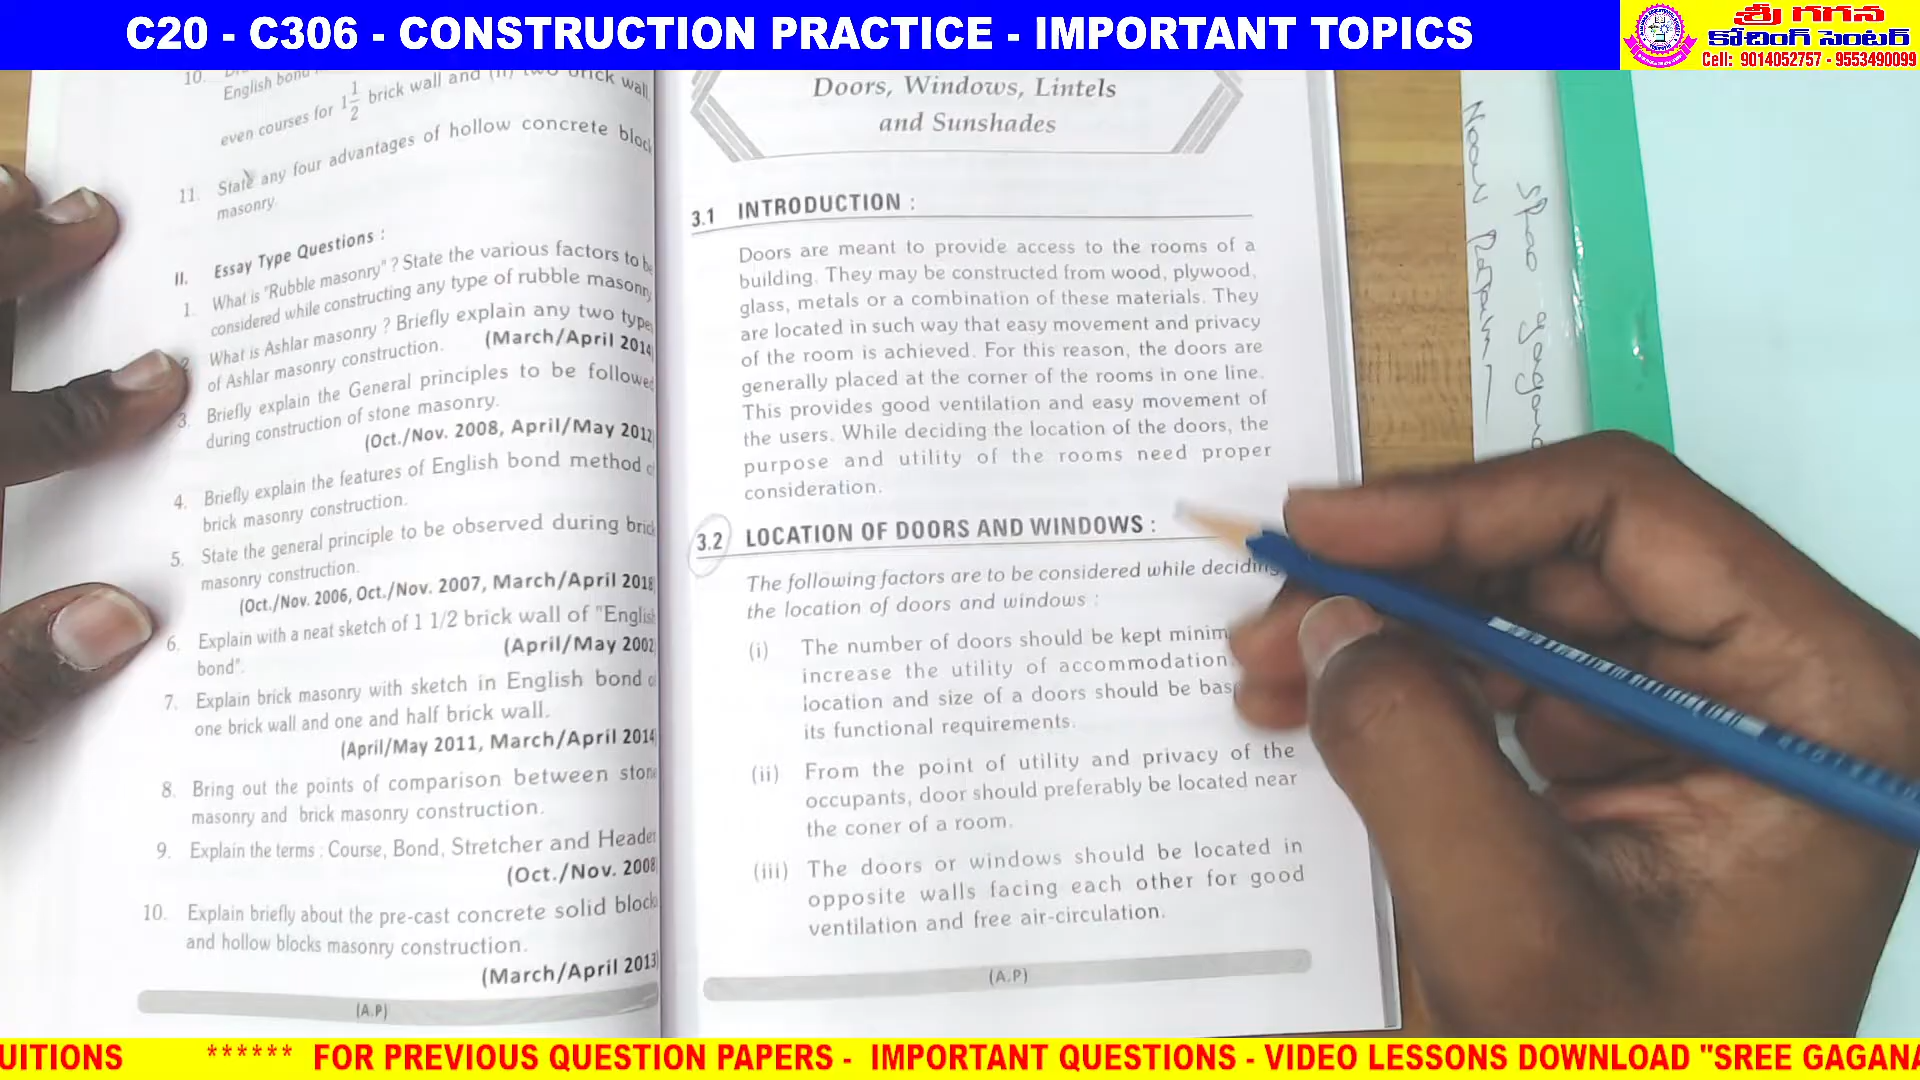 C20 - C306 - CONSTRUCTION PRACTICE - IMPORTANT TOPICS
శ్రీ గగన
కోచింగ్ సెంటర్
Cell: 9014052757 - 9553490099
10.
English bond
even courses for 1 1/2 brick wall and (ii) two brick wall.
11. State any four advantages of hollow concrete block
masonry.
II. Essay Type Questions :
1. What is "Rubble masonry" ? State the various factors to be
considered while constructing any type of rubble masonry
2 What is Ashlar masonry ? Briefly explain any two types
of Ashlar masonry construction. (March/April 2014
3. Briefly explain the General principles to be followed
during construction of stone masonry.
(Oct./Nov. 2008, April/May 2012
4. Briefly explain the features of English bond method of
brick masonry construction.
5. State the general principle to be observed during brick
masonry construction.
(Oct./Nov. 2006, Oct./Nov. 2007, March/April 2018
6. Explain with a neat sketch of 1 1/2 brick wall of "English
bond". (April/May 2002
7. Explain brick masonry with sketch in English bond of
one brick wall and one and half brick wall.
(April/May 2011, March/April 2014
8. Bring out the points of comparison between stone
masonry and brick masonry construction.
9. Explain the terms : Course, Bond, Stretcher and Header
(Oct./Nov. 2008
10. Explain briefly about the pre-cast concrete solid blocks
and hollow blocks masonry construction.
(March/April 2013
(A.P)
Doors, Windows, Lintels
and Sunshades
3.1 INTRODUCTION :
Doors are meant to provide access to the rooms of a
building. They may be constructed from wood, plywood,
glass, metals or a combination of these materials. They
are located in such way that easy movement and privacy
of the room is achieved. For this reason, the doors are
generally placed at the corner of the rooms in one line.
This provides good ventilation and easy movement of
the users. While deciding the location of the doors, the
purpose and utility of the rooms need proper
consideration.
3.2 LOCATION OF DOORS AND WINDOWS :
The following factors are to be considered while deciding
the location of doors and windows :
(i) The number of doors should be kept minim
increase the utility of accommodation.
location and size of a doors should be bas
its functional requirements.
(ii) From the point of utility and privacy of the
occupants, door should preferably be located near
the coner of a room.
(iii) The doors or windows should be located in
opposite walls facing each other for good
ventilation and free air-circulation.
(A.P)
UITIONS ****** FOR PREVIOUS QUESTION PAPERS - IMPORTANT QUESTIONS - VIDEO LESSONS DOWNLOAD "SREE GAGANA